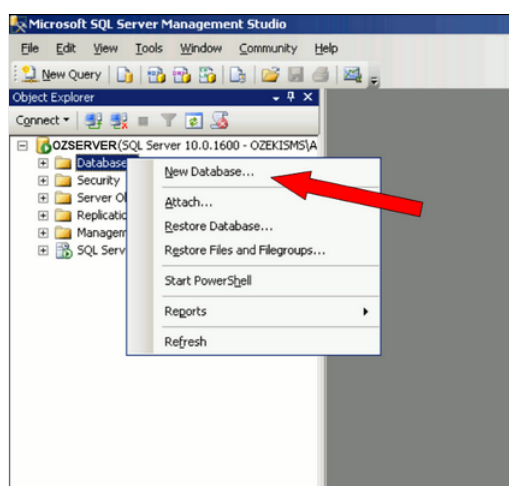 Microsoft SQL Server Management Studio
File Edit View Tools Window Community Help
New Query
Object Explorer
Connect
OZSERVER(SQL Server 10.0.1600 - OZEKISMS\A
Database
Security
Server Ob
Replicatio
Managem
SQL Serv
New Database...
Attach...
Restore Database...
Restore Files and Filegroups...
Start PowerShell
Reports
Refresh